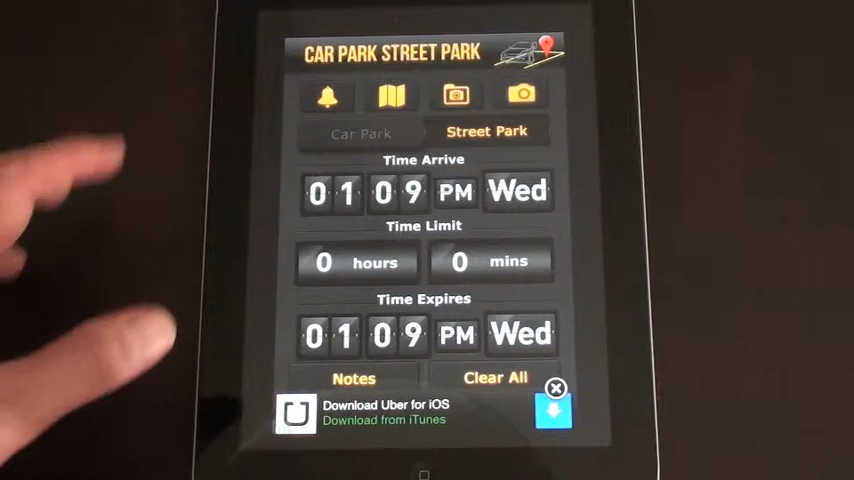 CAR PARK STREET PARK
Car Park Street Park
Time Arrive
01 09 PM Wed
Time Limit
0 hours 0 mins
Time Expires
01 09 PM Wed
Notes Clear All
Download Uber for iOS
Download from iTunes